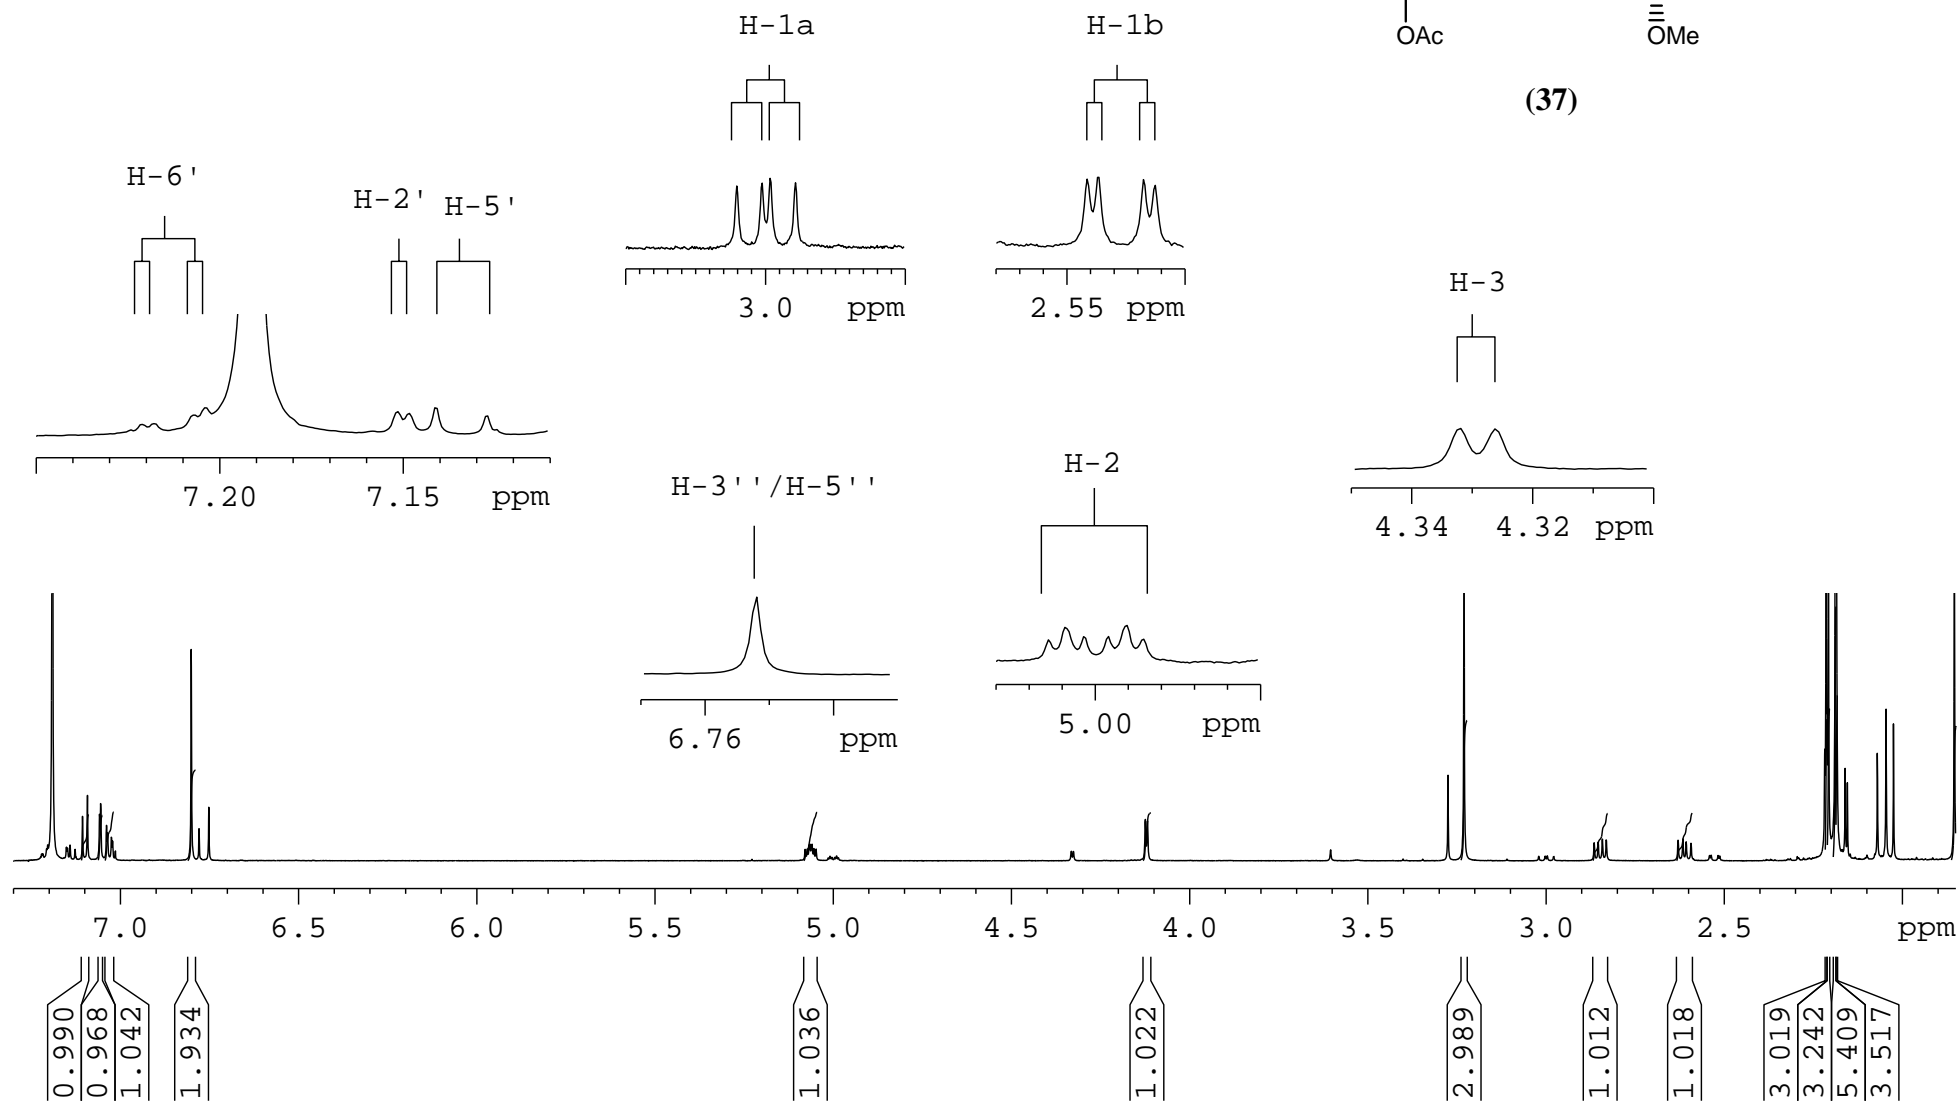 H-1a
H-1b
OAc
OMe
(37)
H-6'
H-2'
H-5'
3.0 ppm
2.55 ppm
H-3
7.20 7.15 ppm
H-3''/H-5''
H-2
4.34 4.32 ppm
6.76 ppm
5.00 ppm
7.0 6.5 6.0 5.5 5.0 4.5 4.0 3.5 3.0 2.5 ppm
0.990
0.968
1.042
1.934
1.036
1.022
2.989
1.012
1.018
3.019
3.242
5.409
3.517